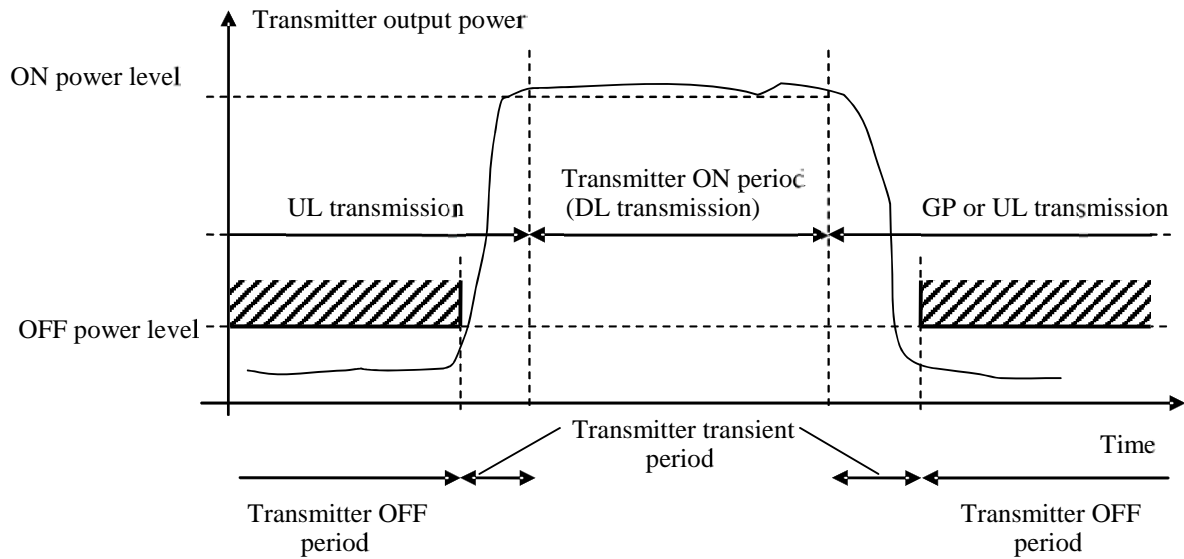 Transmitter output power
ON power level
Transmitter ON period
(DL transmission)
UL transmission
GP or UL transmission
OFF power level
Transmitter transient
period
Time
Transmitter OFF
period
Transmitter OFF
period